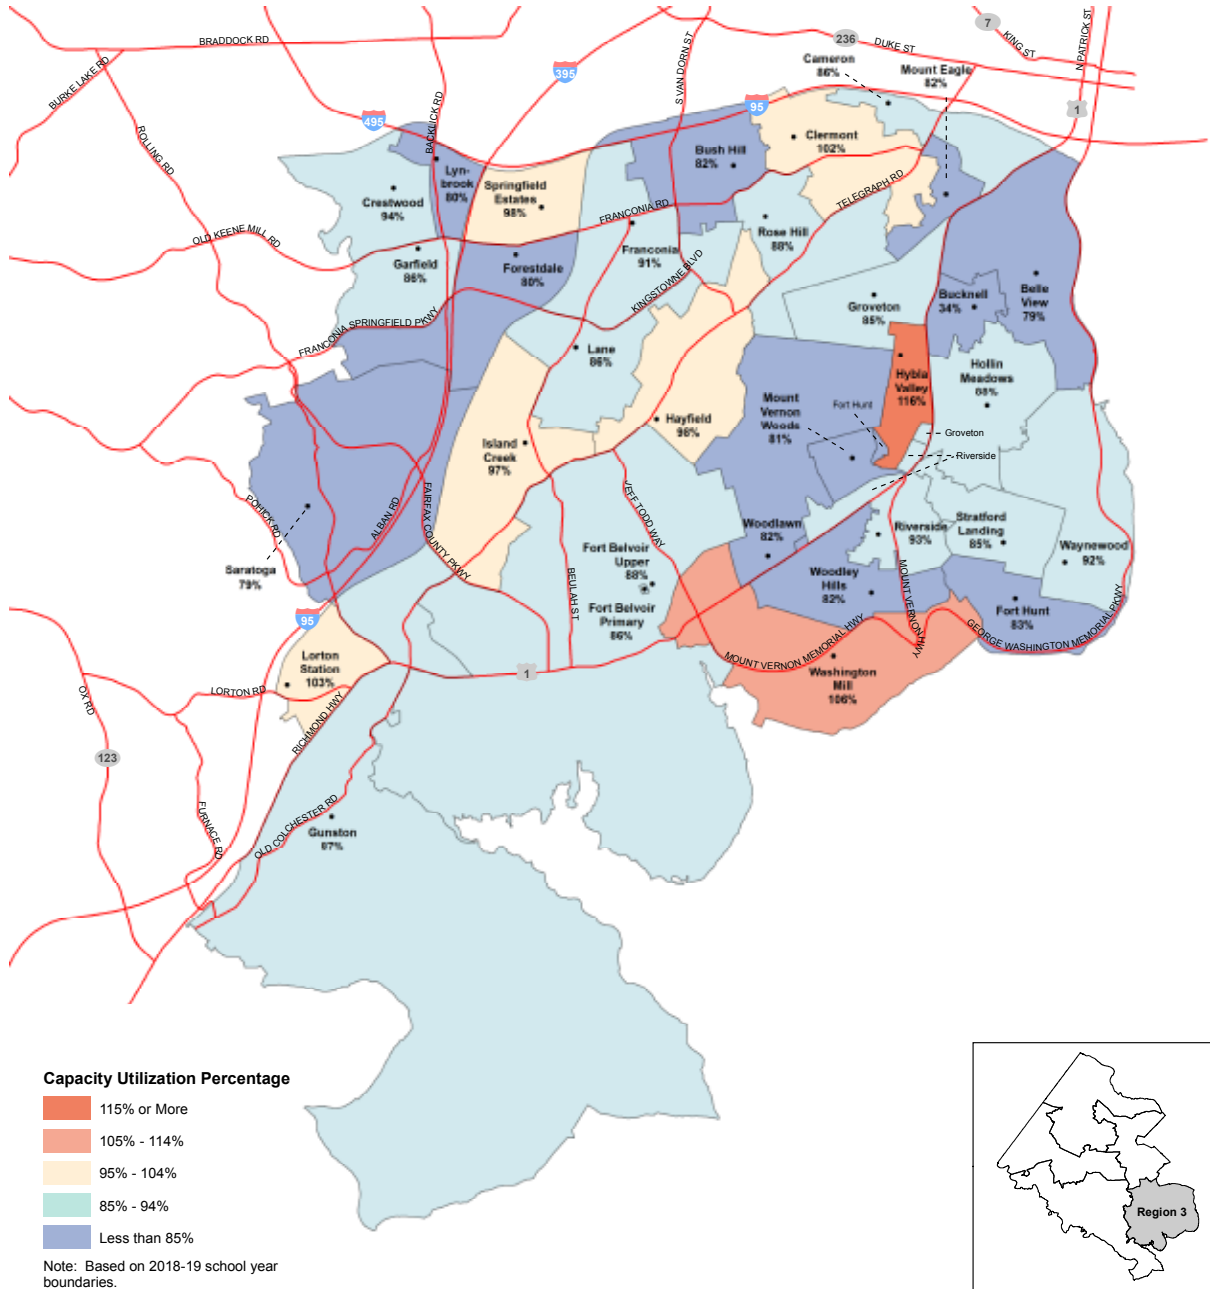 7
236
DUKE ST
KING ST
N PATRICK ST
BRADDOCK RD
S VAN DORN ST
395
Cameron
86%
Mount Eagle
82%
BURKE LAKE RD
BACKLICK RD
95
1
495
ROLLING RD
Clermont
102%
Bush Hill
82%
Lyn-
brook
80%
Springfield
Estates
98%
TELEGRAPH RD
Crestwood
94%
FRANCONIA RD
Rose Hill
88%
OLD KEENE MILL RD
Garfield
86%
Forestdale
80%
Franconia
91%
KINGSTOWNE BLVD
Belle
View
79%
Bucknell
Groveton
85%
FRANCONIA SPRINGFIELD PKWY
Lane
86%
Hybla
Valley
116%
Hollin
Meadows
Mount
Vernon
Woods
81%
Fort Hunt
Hayfield
Groveton
Island
Creek
97%
Riverside
POHICK RD
ALBAN RD
FAIRFAX COUNTY PKWY
JEFF TODD WAY
Woodlawn
82%
Riverside
93%
Stratford
Landing
85%
Waynewood
92%
Saratoga
79%
Fort Belvoir
Upper
88%
BEULAH ST
Fort Belvoir
Primary
86%
Woodley
Hills
82%
MOUNT VERNON HWY
Fort Hunt
83%
GEORGE WASHINGTON MEMORIAL PKWY
95
MOUNT VERNON MEMORIAL HWY
Lorton
Station
103%
1
Washington
Mill
106%
OX RD
LORTON RD
RICHMOND HWY
123
FURNACE RD
OLD COLCHESTER RD
Gunston
Capacity Utilization Percentage
115% or More
105% - 114%
95% - 104%
85% - 94%
Less than 85%
Note:  Based on 2018-19 school year
boundaries.
Region 3